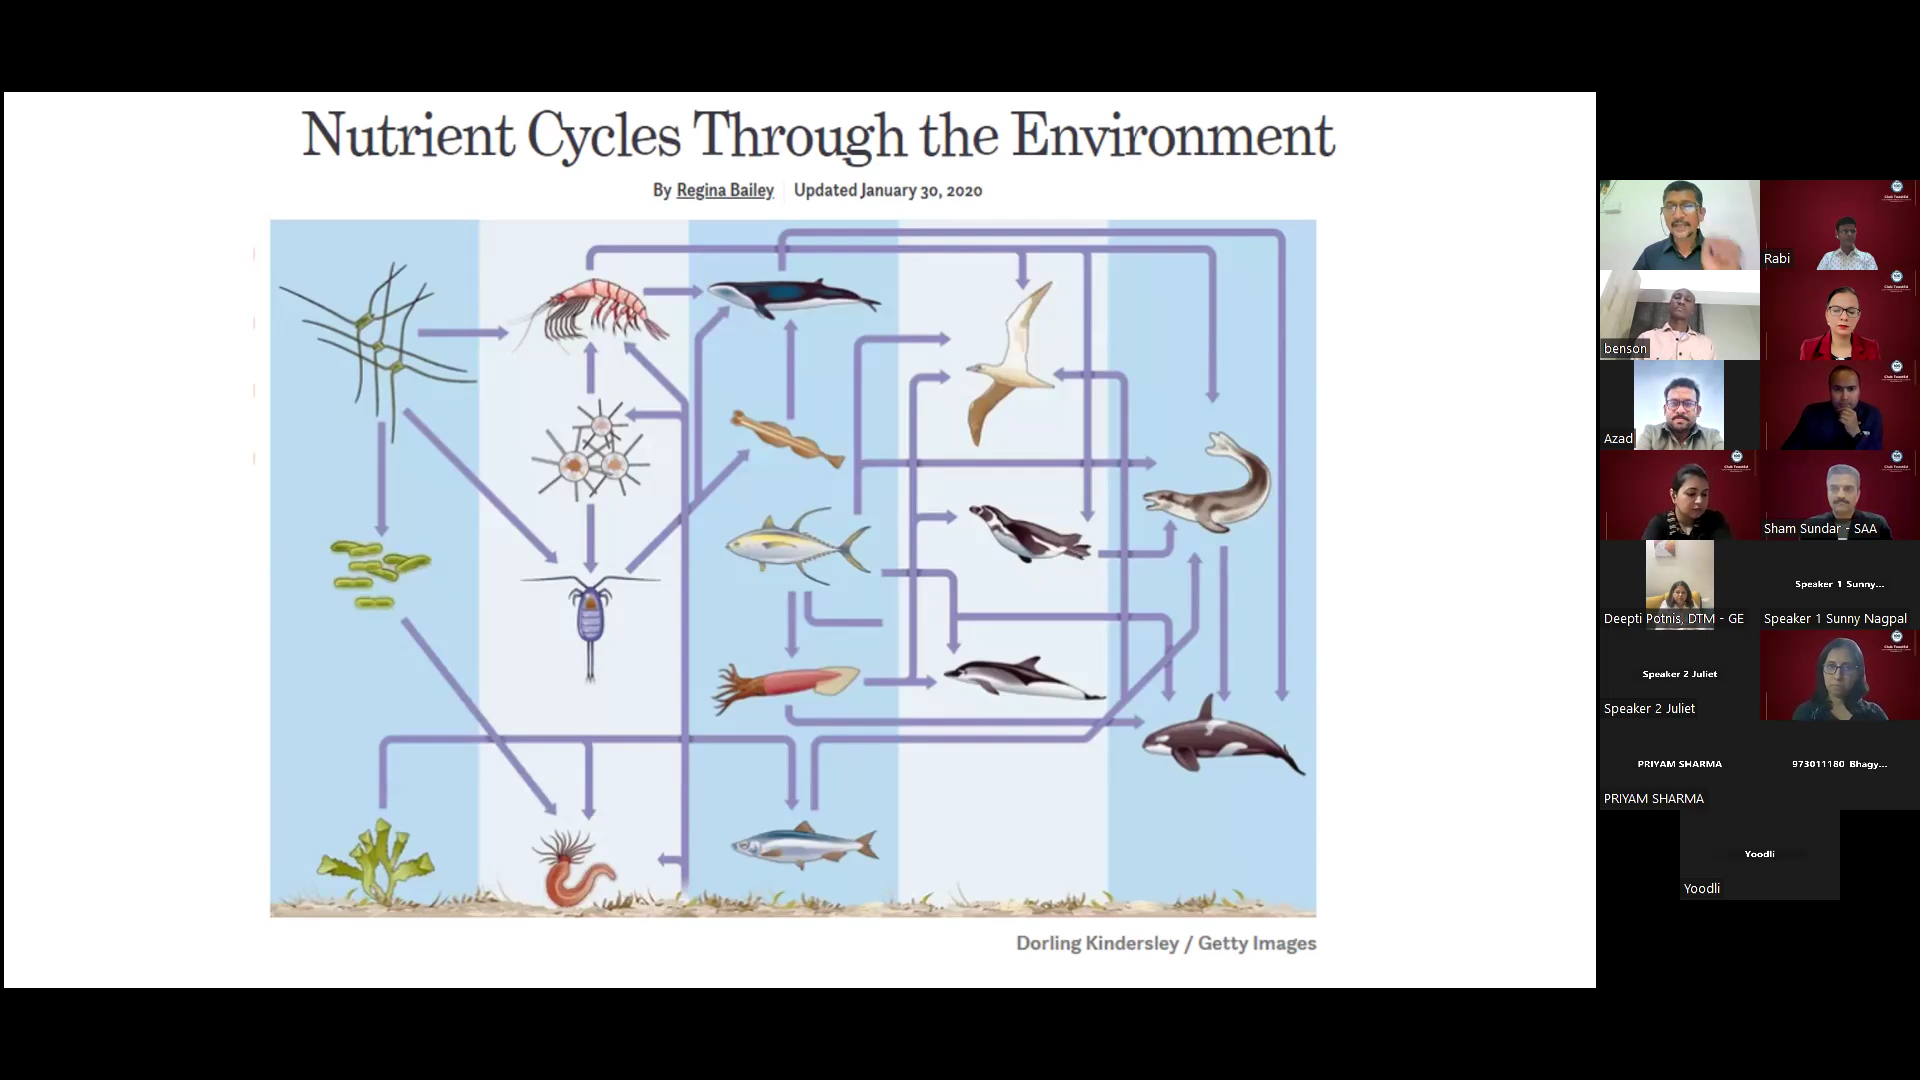 Nutrient Cycles Through the Environment
By Regina Bailey Updated January 30, 2020
Dorling Kindersley / Getty Images
Rabi
benson
Azad
Sham Sundar - SAA
Speaker 1 Sunny...
Deepti Potnis, DTM - GE
Speaker 1 Sunny Nagpal
Speaker 2 Juliet
Speaker 2 Juliet
PRIYAM SHARMA
973011180 Bhagy...
PRIYAM SHARMA
Yoodli
Yoodli